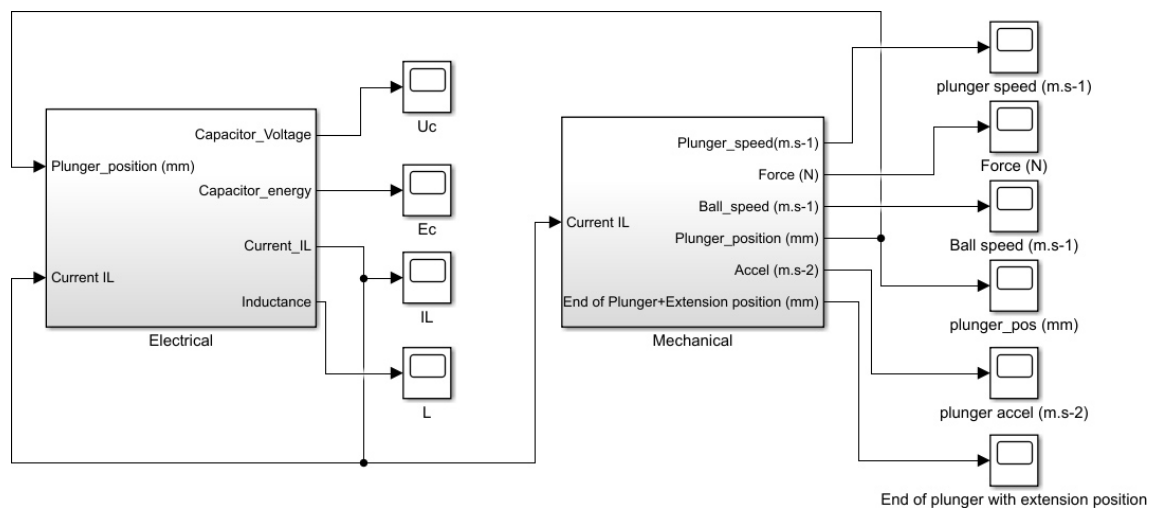 plunger speed (m.s-1)
Uc
Force (N)
Capacitor_Voltage
Plunger_position (mm)
Capacitor_energy
Current_IL
Current IL
Inductance
Electrical
Ec
IL
L
Plunger_speed(m.s-1)
Force (N)
Ball_speed (m.s-1)
Current IL
Plunger_position (mm)
Accel (m.s-2)
End of Plunger+Extension position (mm)
Mechanical
Ball speed (m.s-1)
plunger_pos (mm)
plunger accel (m.s-2)
End of plunger with extension position